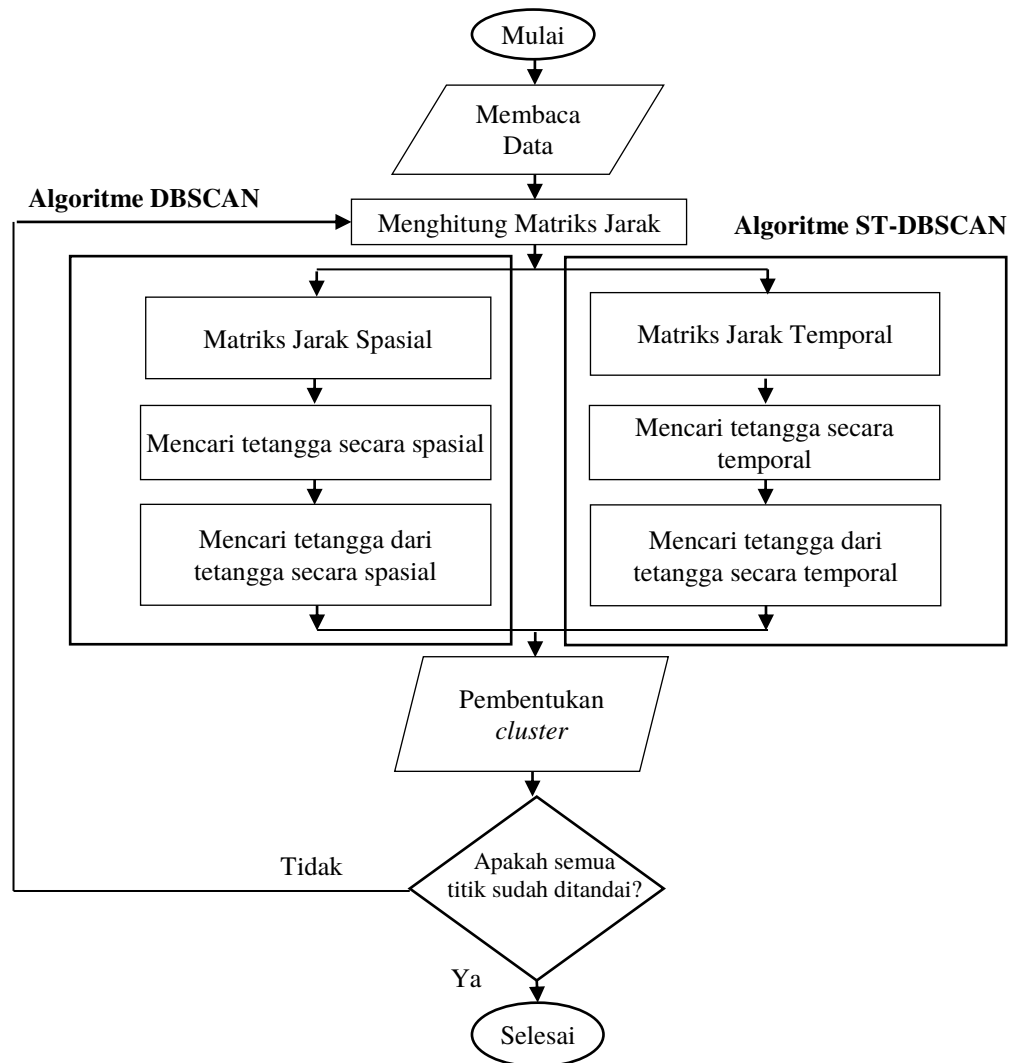 Mulai
Membaca
Data
Algoritme DBSCAN
Menghitung Matriks Jarak
Algoritme ST-DBSCAN
Matriks Jarak Spasial
Matriks Jarak Temporal
Mencari tetangga secara spasial
Mencari tetangga secara
temporal
Mencari tetangga dari
tetangga secara spasial
Mencari tetangga dari
tetangga secara temporal
Pembentukan
cluster
Tidak
Apakah semua
titik sudah ditandai?
Ya
Selesai